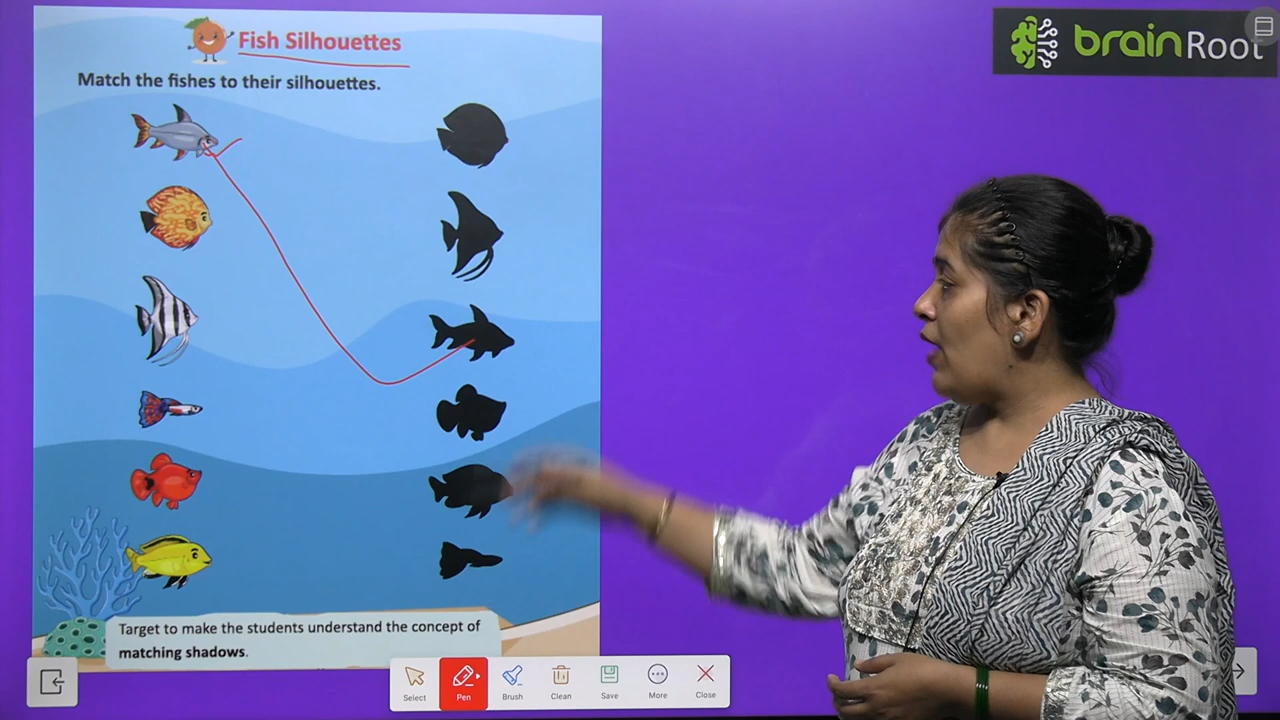 Fish Silhouettes
Match the fishes to their silhouettes.
Target to make the students understand the concept of
matching shadows.
Select Pen Brush Clean Save More Close
brainRoot